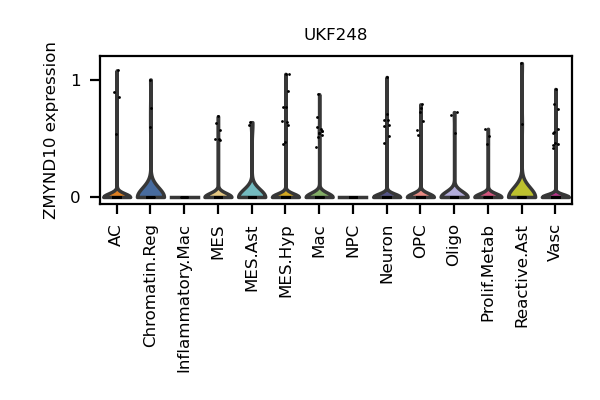 UKF248
ZMYND10 expression
1
0
AC
Chromatin.Reg
Inflammatory.Mac
MES
MES.Ast
MES.Hyp
Mac
NPC
Neuron
OPC
Oligo
Prolif.Metab
Reactive.Ast
Vasc